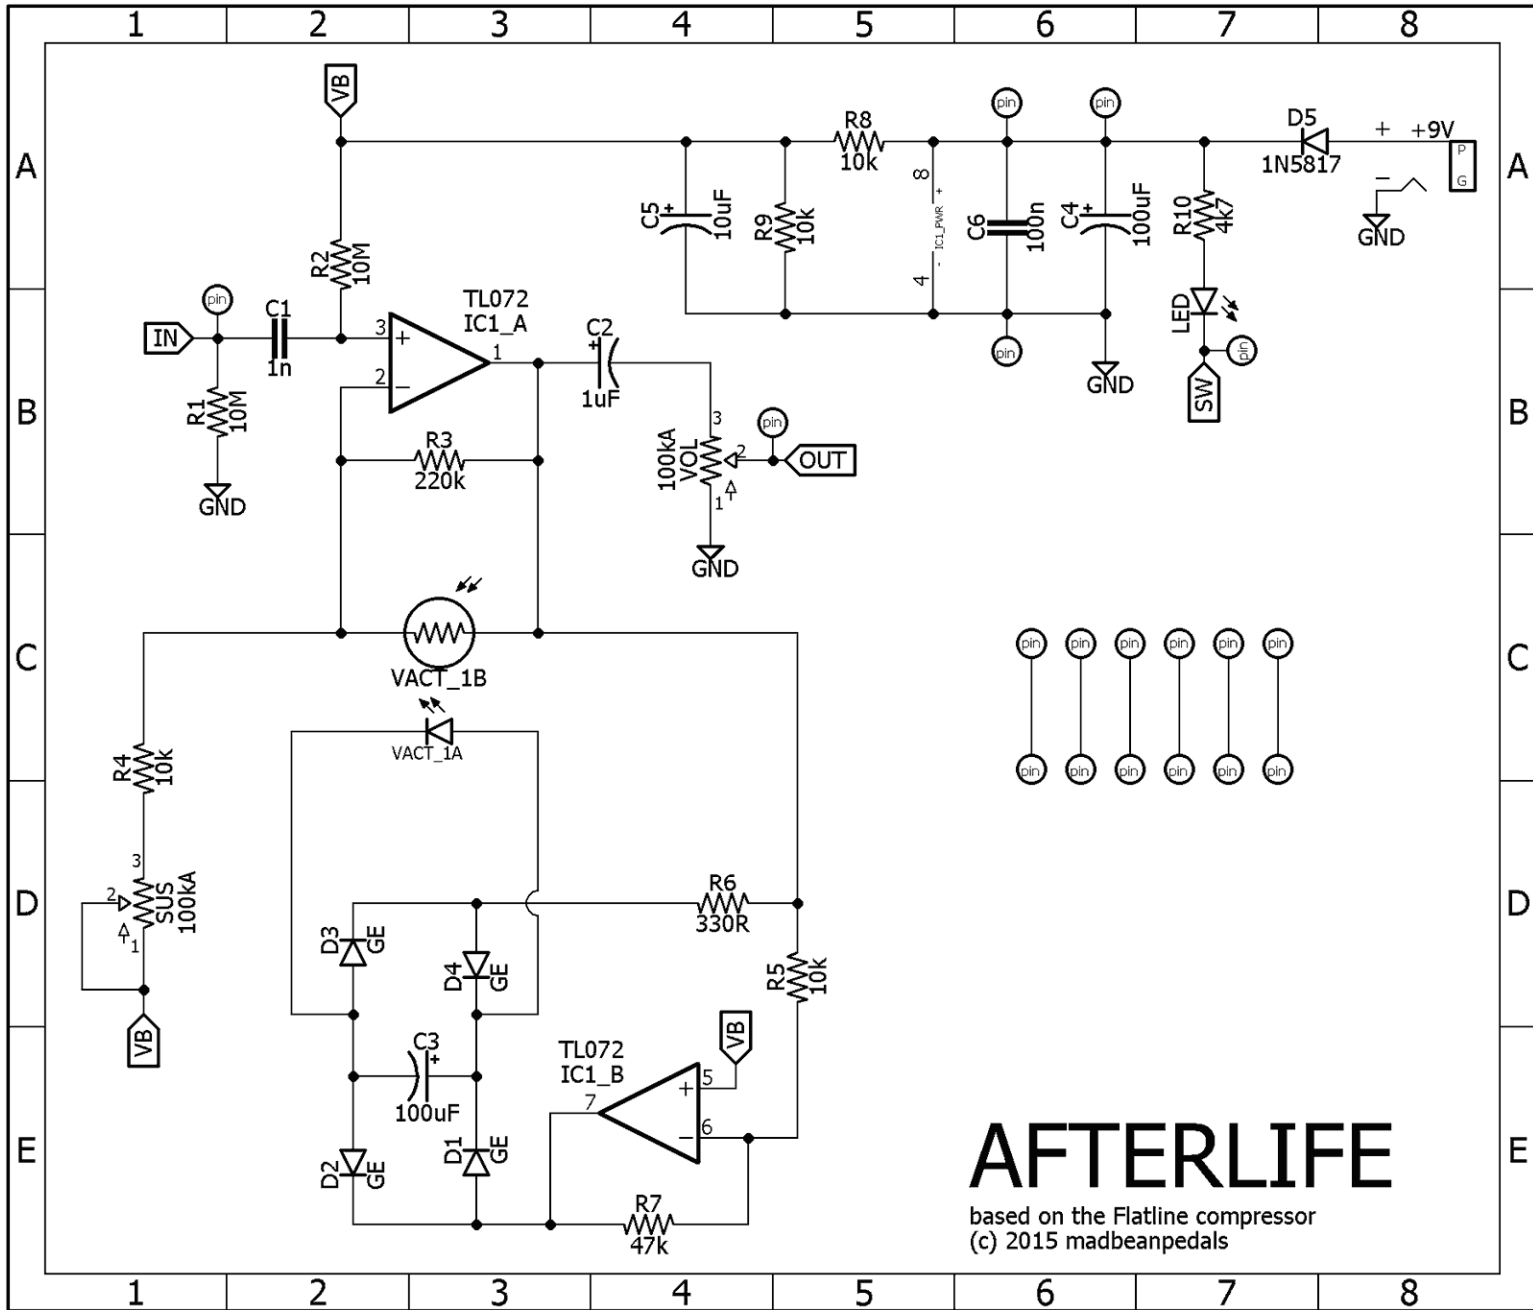 1 2 3 4 5 6 7 8
A
A
VB
pin
pin
R8
10k
D5
1N5817
+ +9V
P
G
-
GND
C5
+
10uF
R9
10k
8
IC1_PWR
+
-
4
C6
100n
C4
+
100uF
R10
4k7
R2
10M
B
B
pin
IN
C1
1n
R1
10M
GND
TL072
IC1_A
3
+
2
-
1
C2
+
1uF
pin
GND
LED
pin
SW
R3
220k
3
100kA
VOL
2
1
pin
OUT
GND
C
C
VACT_1B
VACT_1A
pin pin pin pin pin pin
pin pin pin pin pin pin
R4
10k
D
D
3
2
SUS
100kA
1
VB
R6
330R
D3
GE
D4
GE
R5
10k
E
E
C3
+
100uF
TL072
IC1_B
7
+
5
-
6
VB
D2
GE
D1
GE
R7
47k
AFTERLIFE
based on the Flatline compressor
(c) 2015 madbeanpedals
1 2 3 4 5 6 7 8